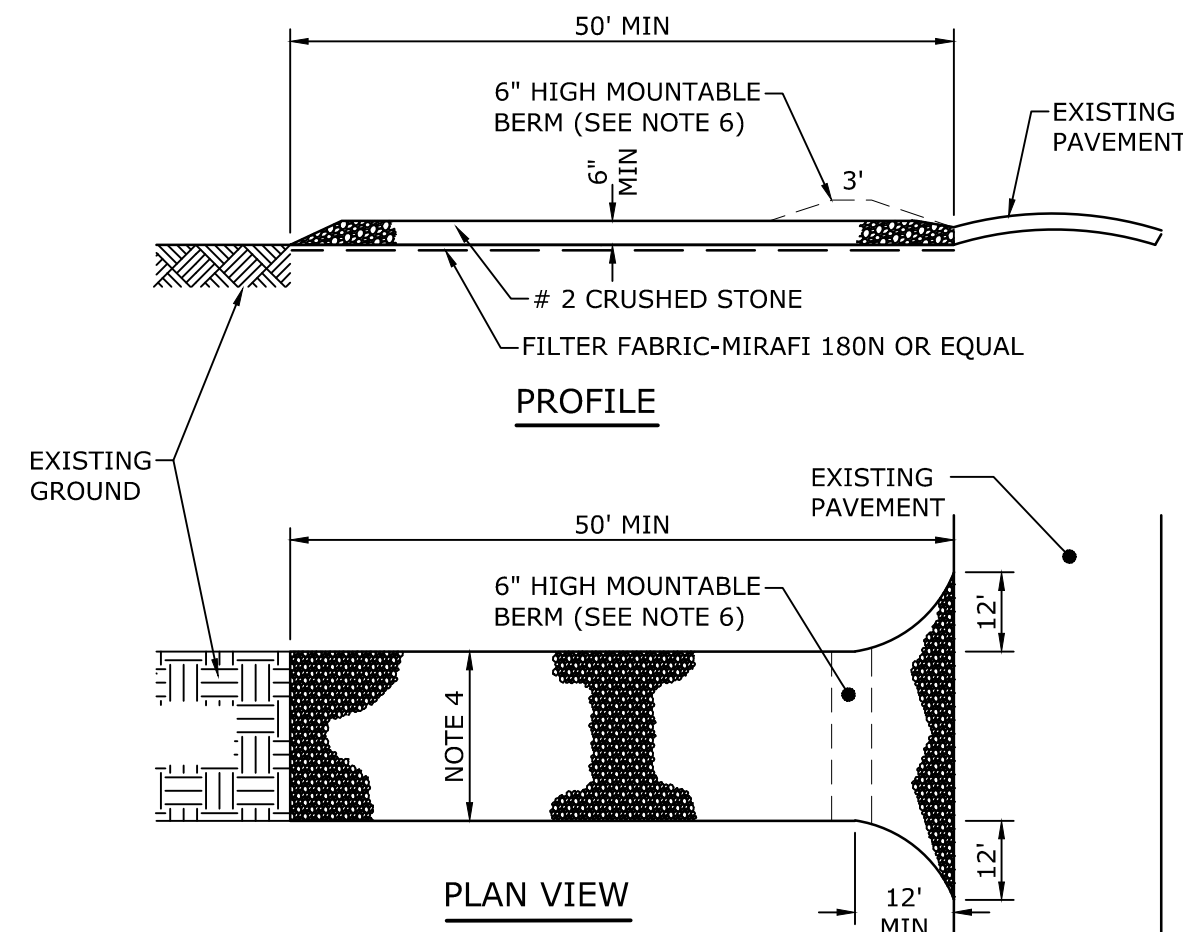 50' MIN
6" HIGH MOUNTABLE
BERM (SEE NOTE 6)
EXISTING
PAVEMENT
6"
MIN
3'
# 2 CRUSHED STONE
FILTER FABRIC-MIRAFI 180N OR EQUAL
PROFILE
EXISTING
GROUND
EXISTING
PAVEMENT
50' MIN
6" HIGH MOUNTABLE
BERM (SEE NOTE 6)
12'
NOTE 4
12'
PLAN VIEW
12'
MIN